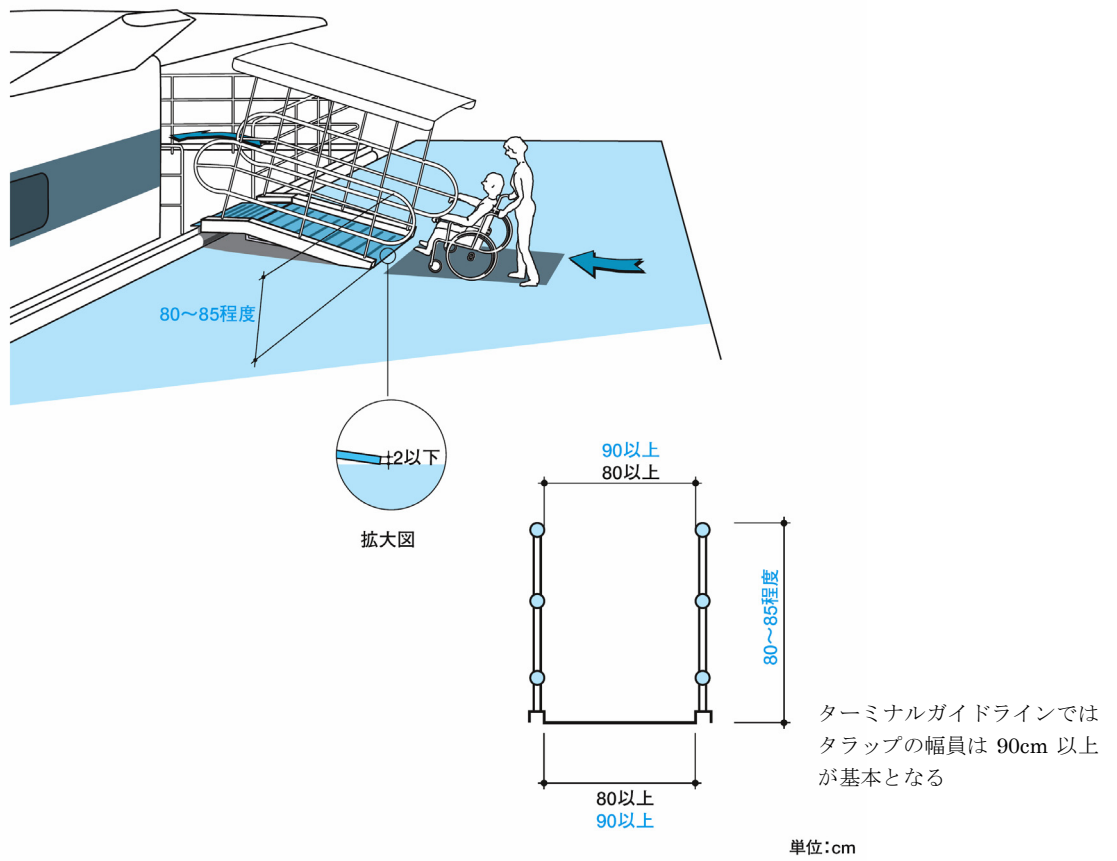 80〜85程度
2以下
拡大図
90以上
80以上
80〜85程度
80以上
90以上
ターミナルガイドラインでは
タラップの幅員は 90cm 以上
が基本となる
単位：cm